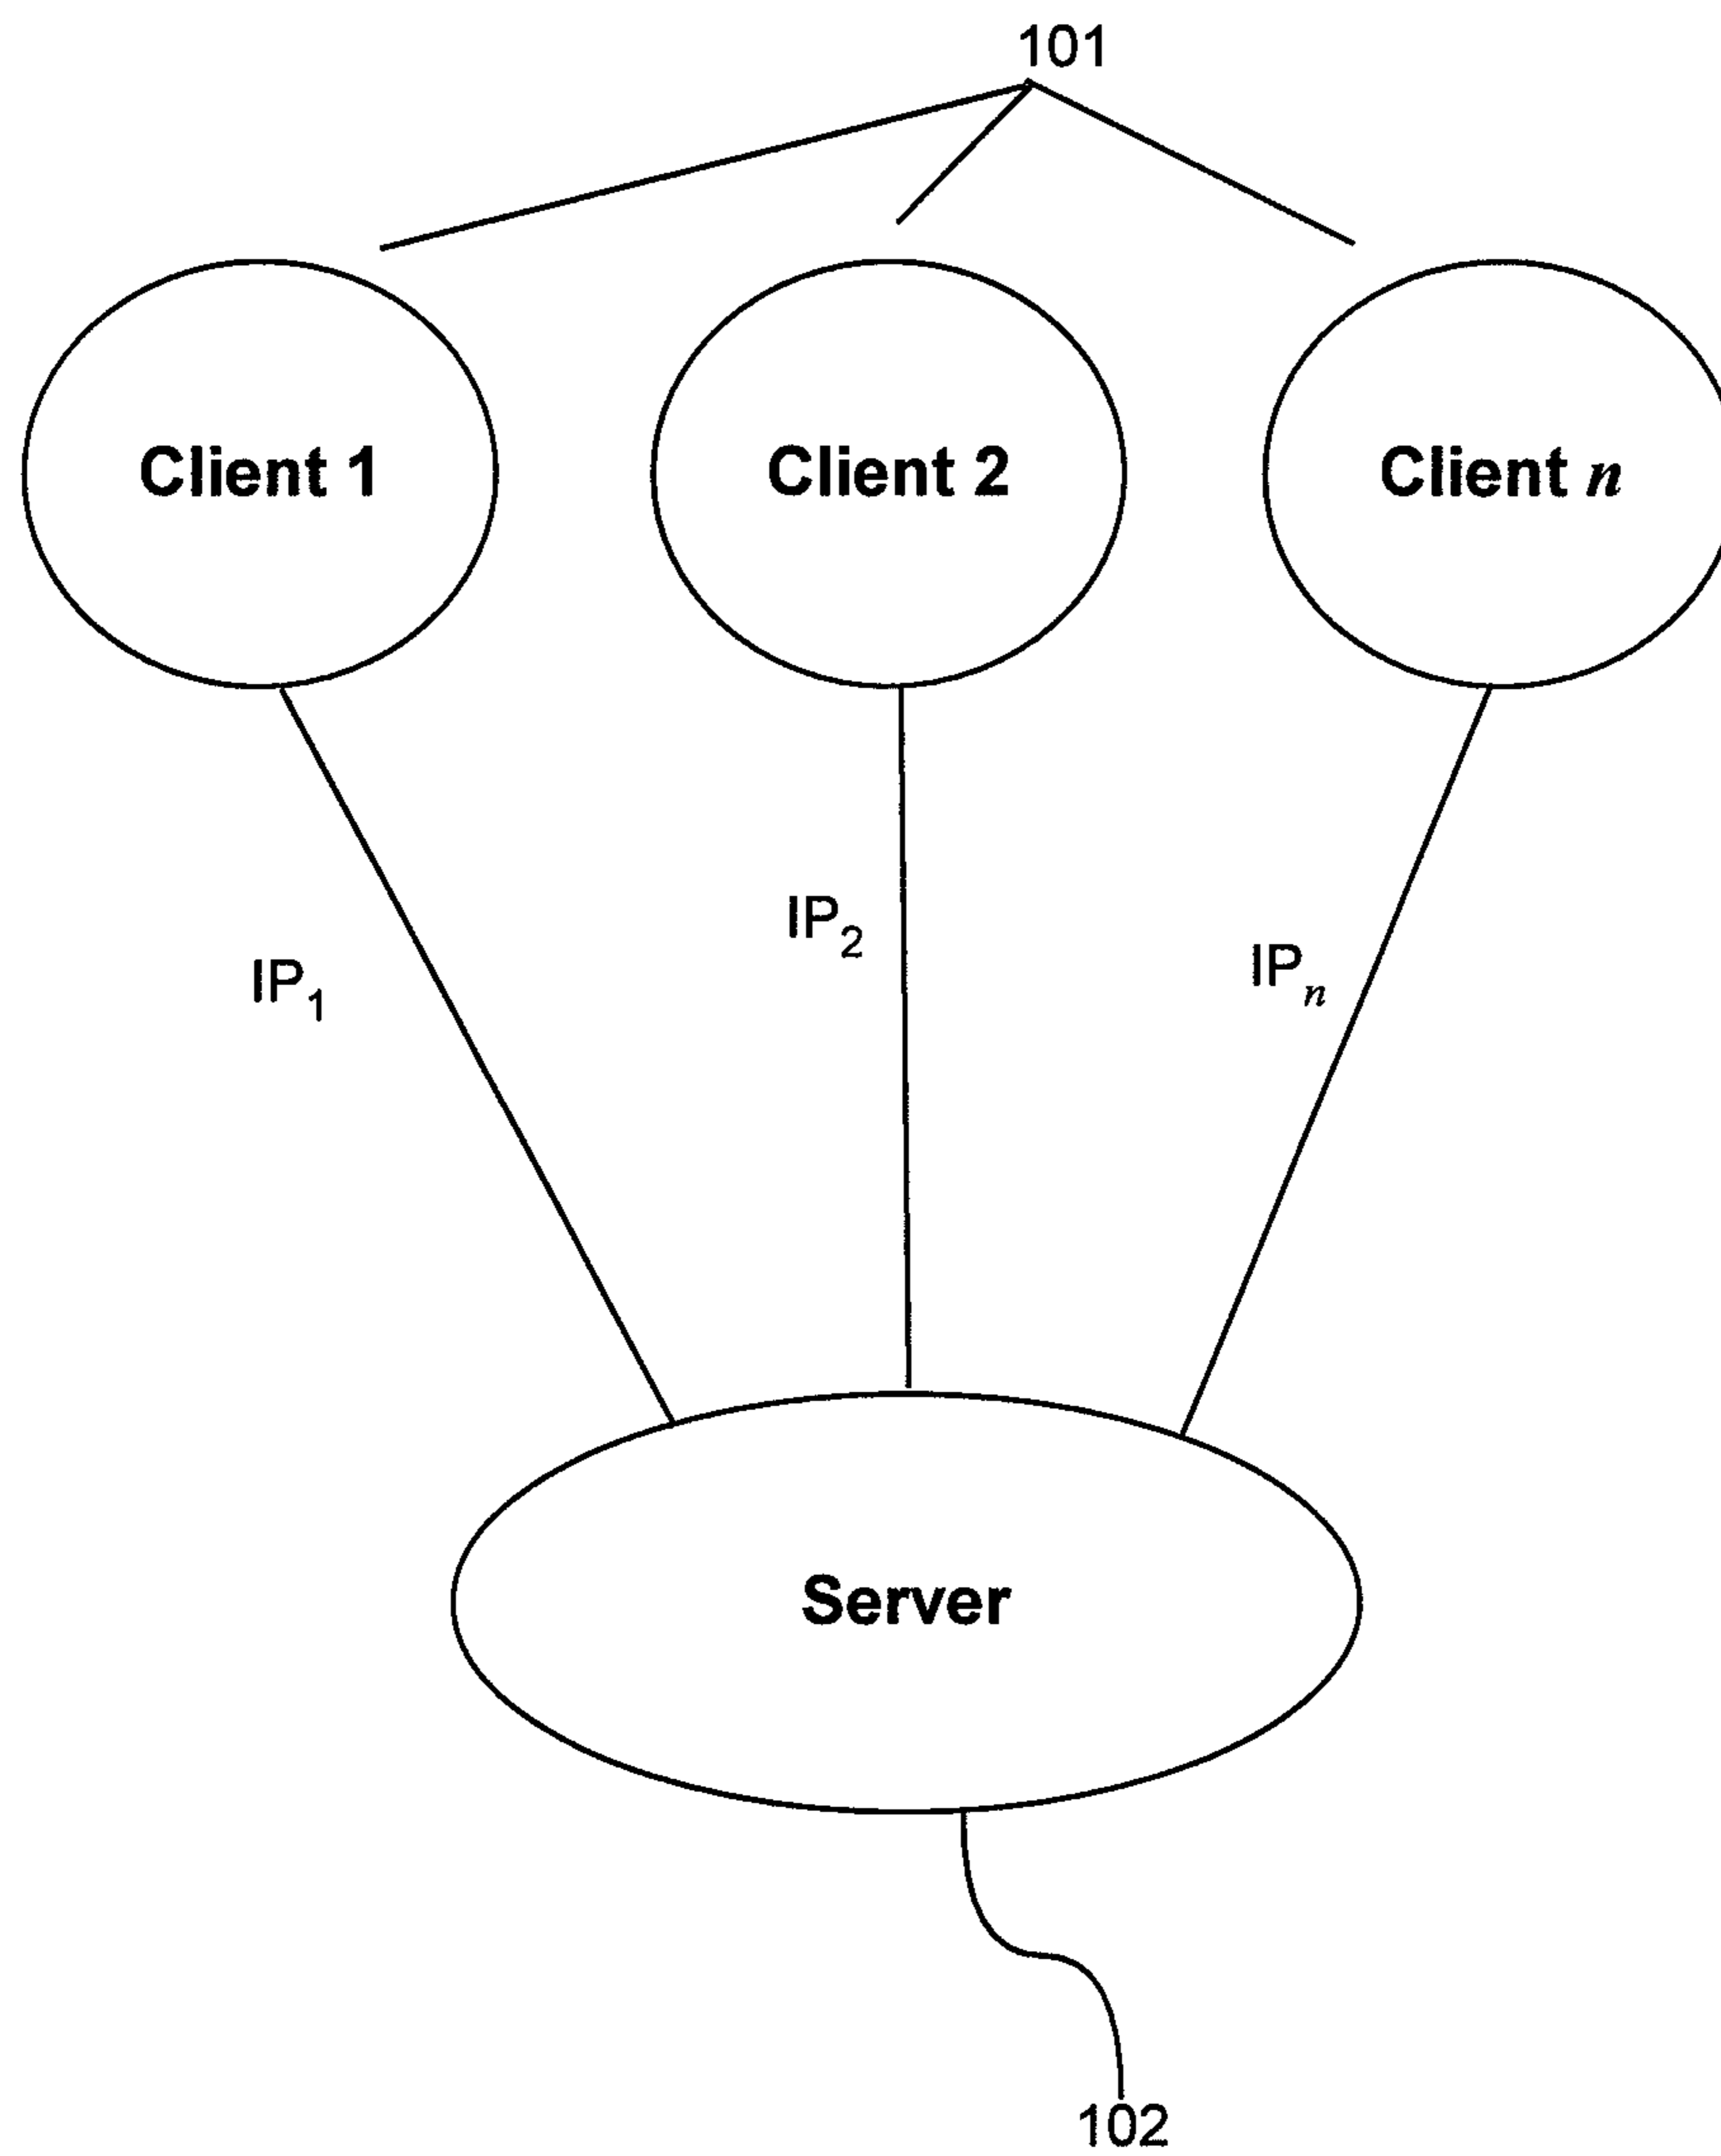 101
Client 1
Client 2
Client n
IP2
IPn
IP1
Server
102